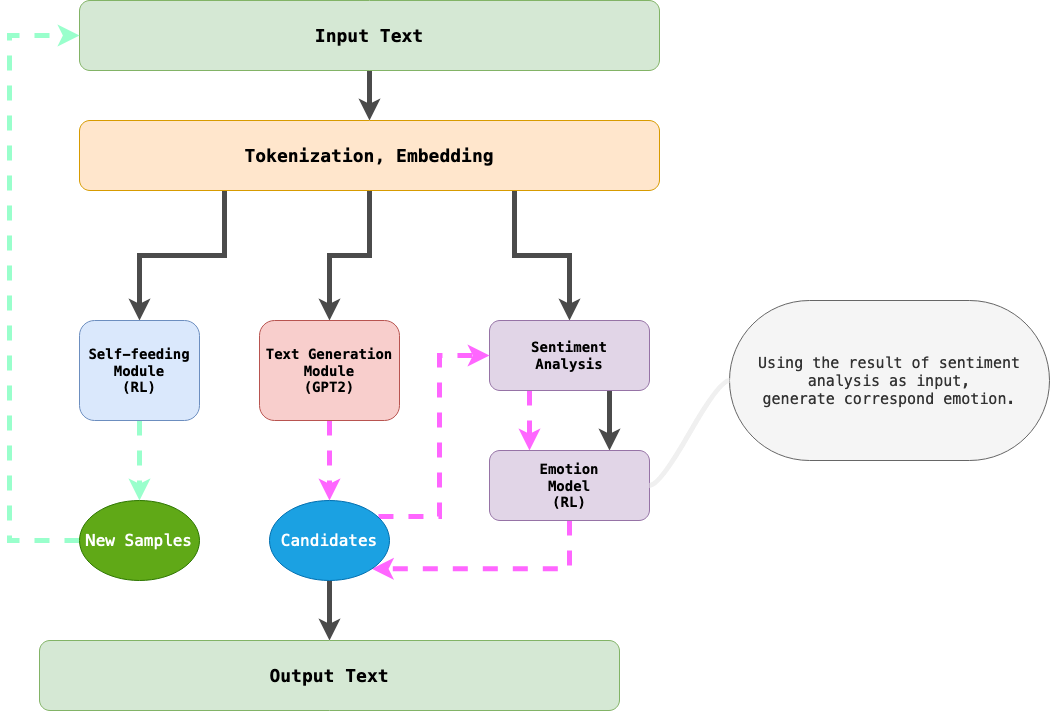 Input Text
Tokenization, Embedding
Self-feeding
Module
(RL)
Text Generation
Module
(GPT2)
Sentiment
Analysis
Using the result of sentiment
analysis as input,
generate correspond emotion.
Emotion
Model
(RL)
New Samples
Candidates
Output Text